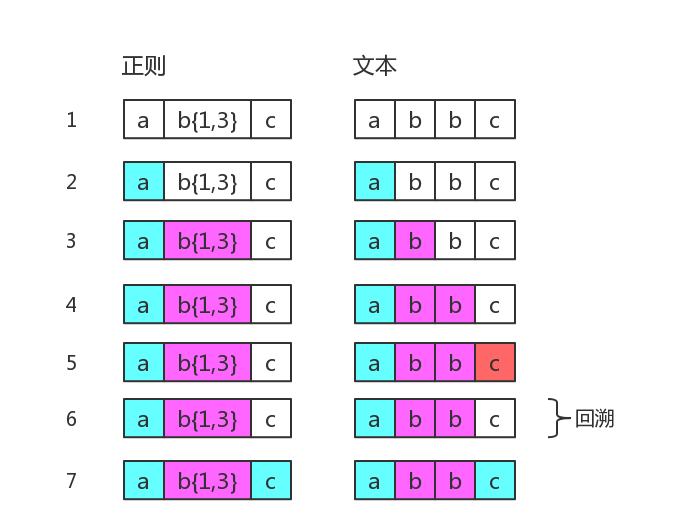 正则 文本
1 a b{1,3} c a b b c
2 a b{1,3} c a b b c
3 a b{1,3} c a b b c
4 a b{1,3} c a b b c
5 a b{1,3} c a b b c
6 a b{1,3} c a b b c 回溯
7 a b{1,3} c a b b c